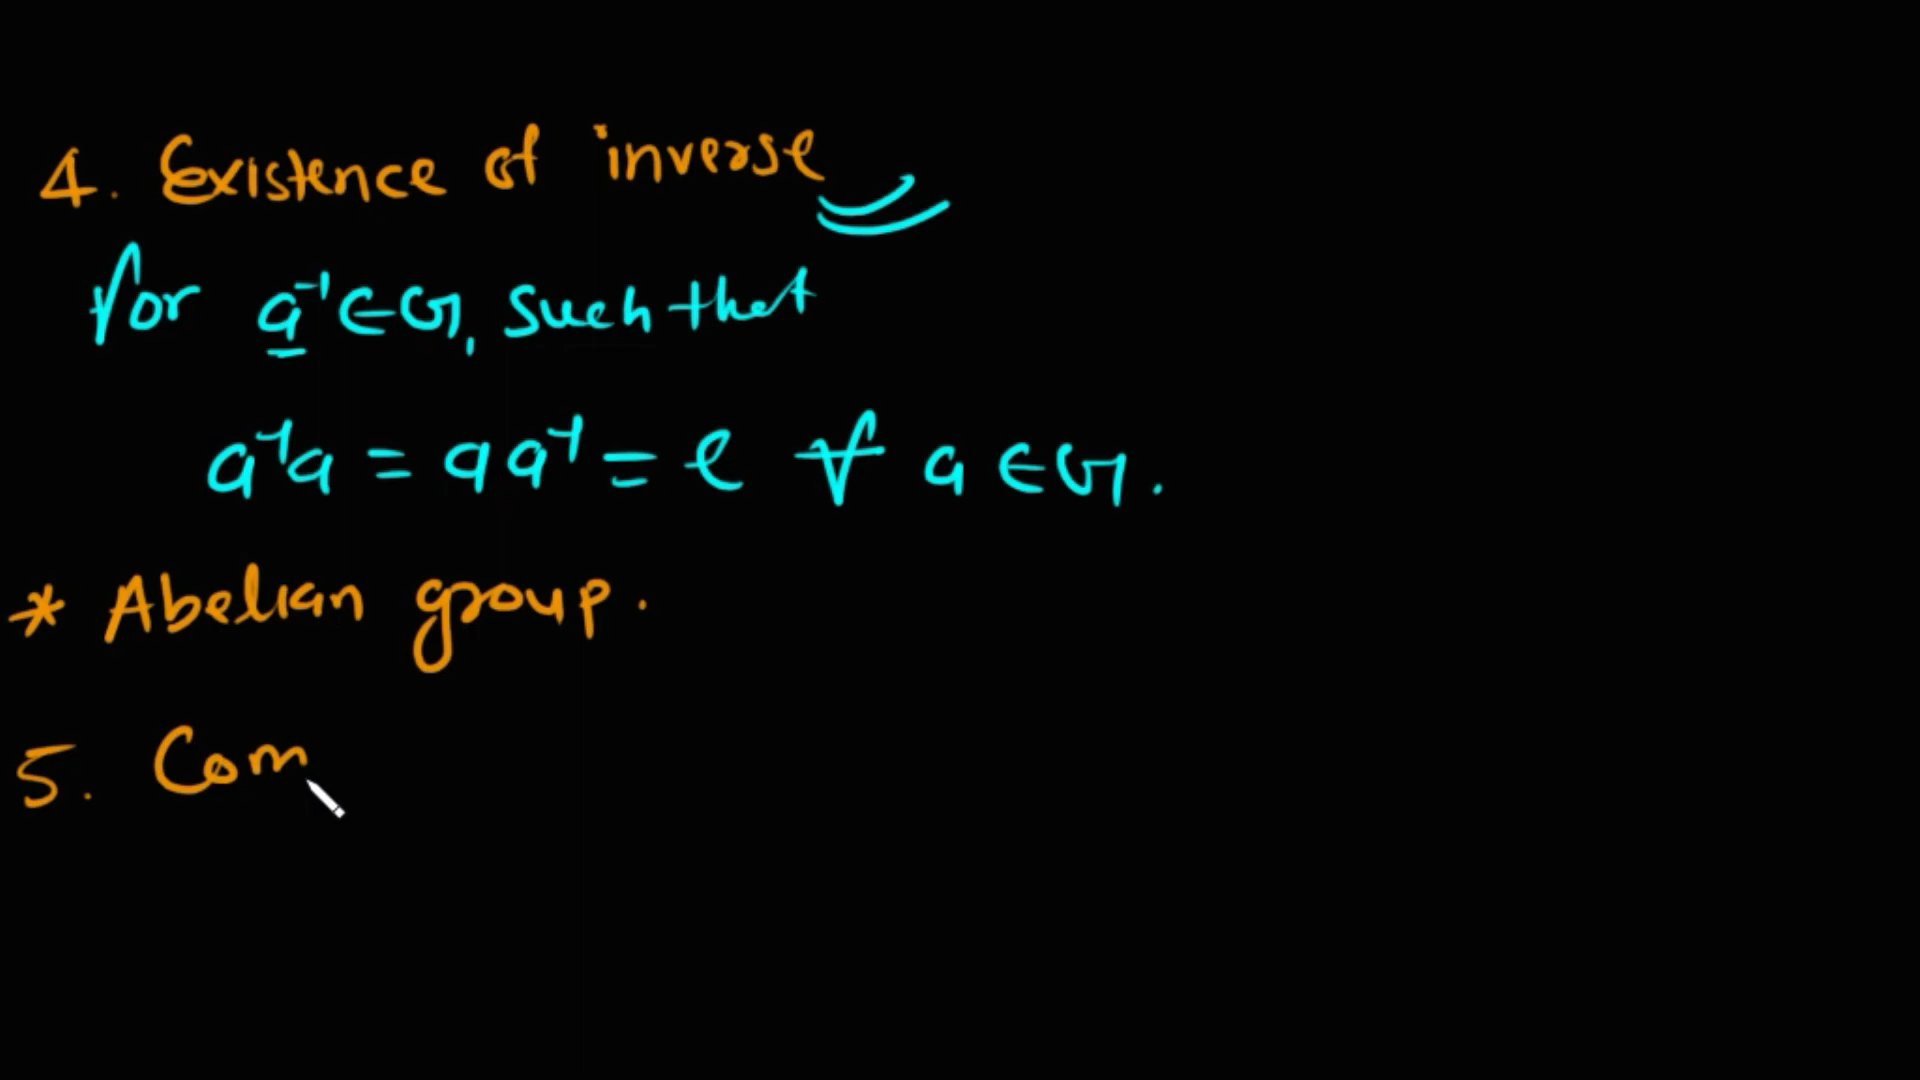 4. Existence of inverse
for a⁻¹ ∈ G, such that
a⁻¹a = aa⁻¹ = e ∀ a ∈ G.
* Abelian group.
5. Com